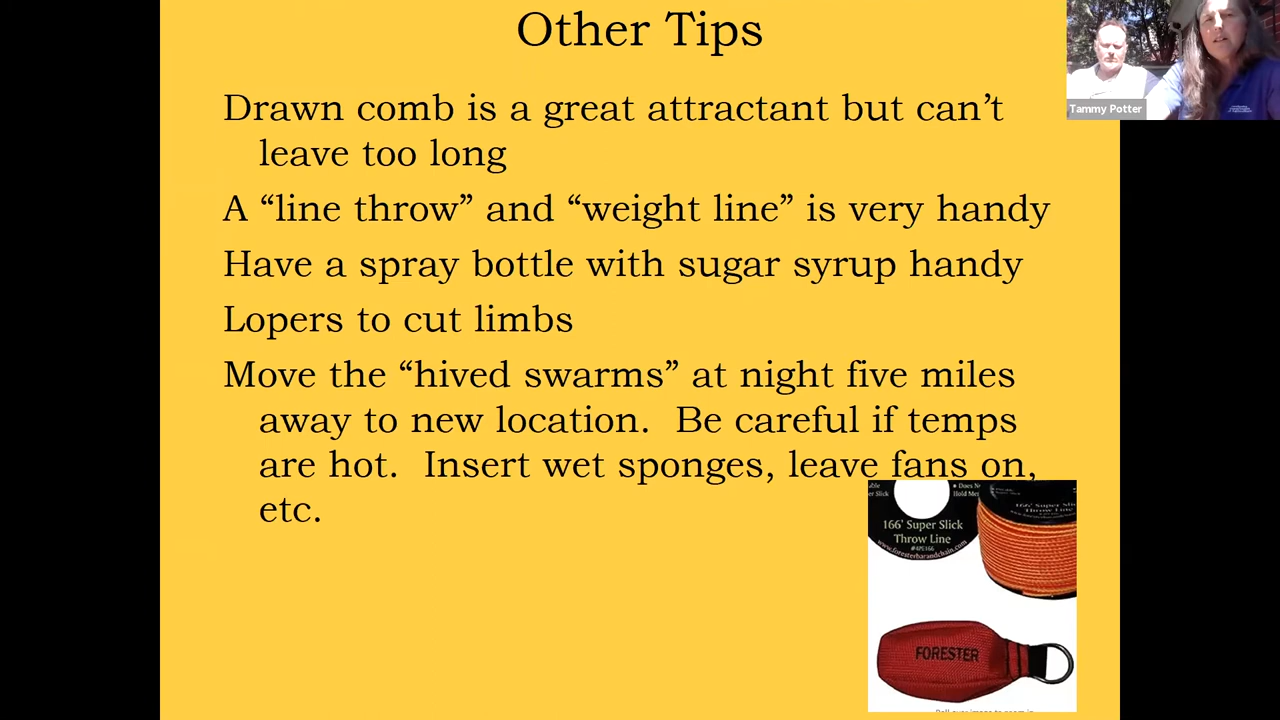 Other Tips
Tammy Potter
Drawn comb is a great attractant but can’t
leave too long
A “line throw” and “weight line” is very handy
Have a spray bottle with sugar syrup handy
Lopers to cut limbs
Move the “hived swarms” at night five miles
away to new location.  Be careful if temps
are hot.  Insert wet sponges, leave fans on,
etc.
166' Super Slick
Throw Line
www.foresterbarandchain.com
FORESTER